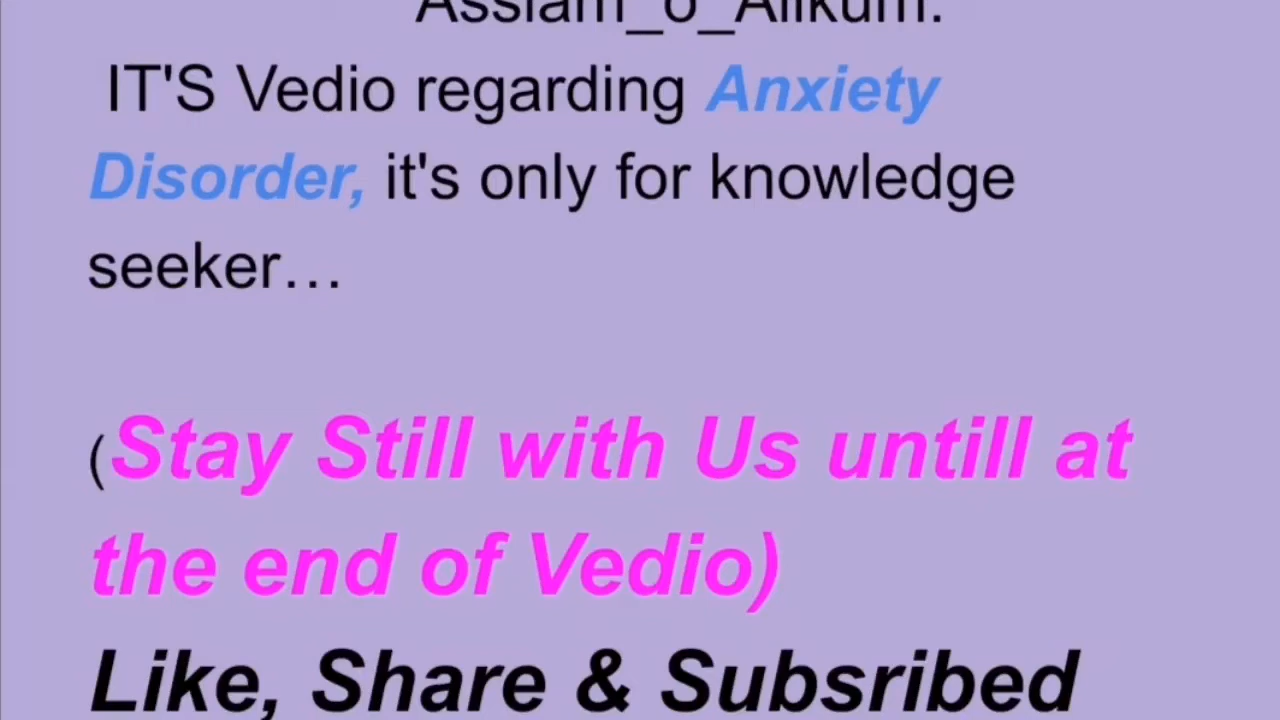 Asslam_o_Alikum.
IT'S Vedio regarding Anxiety
Disorder, it's only for knowledge
seeker…
(Stay Still with Us untill at
the end of Vedio)
Like, Share & Subsribed